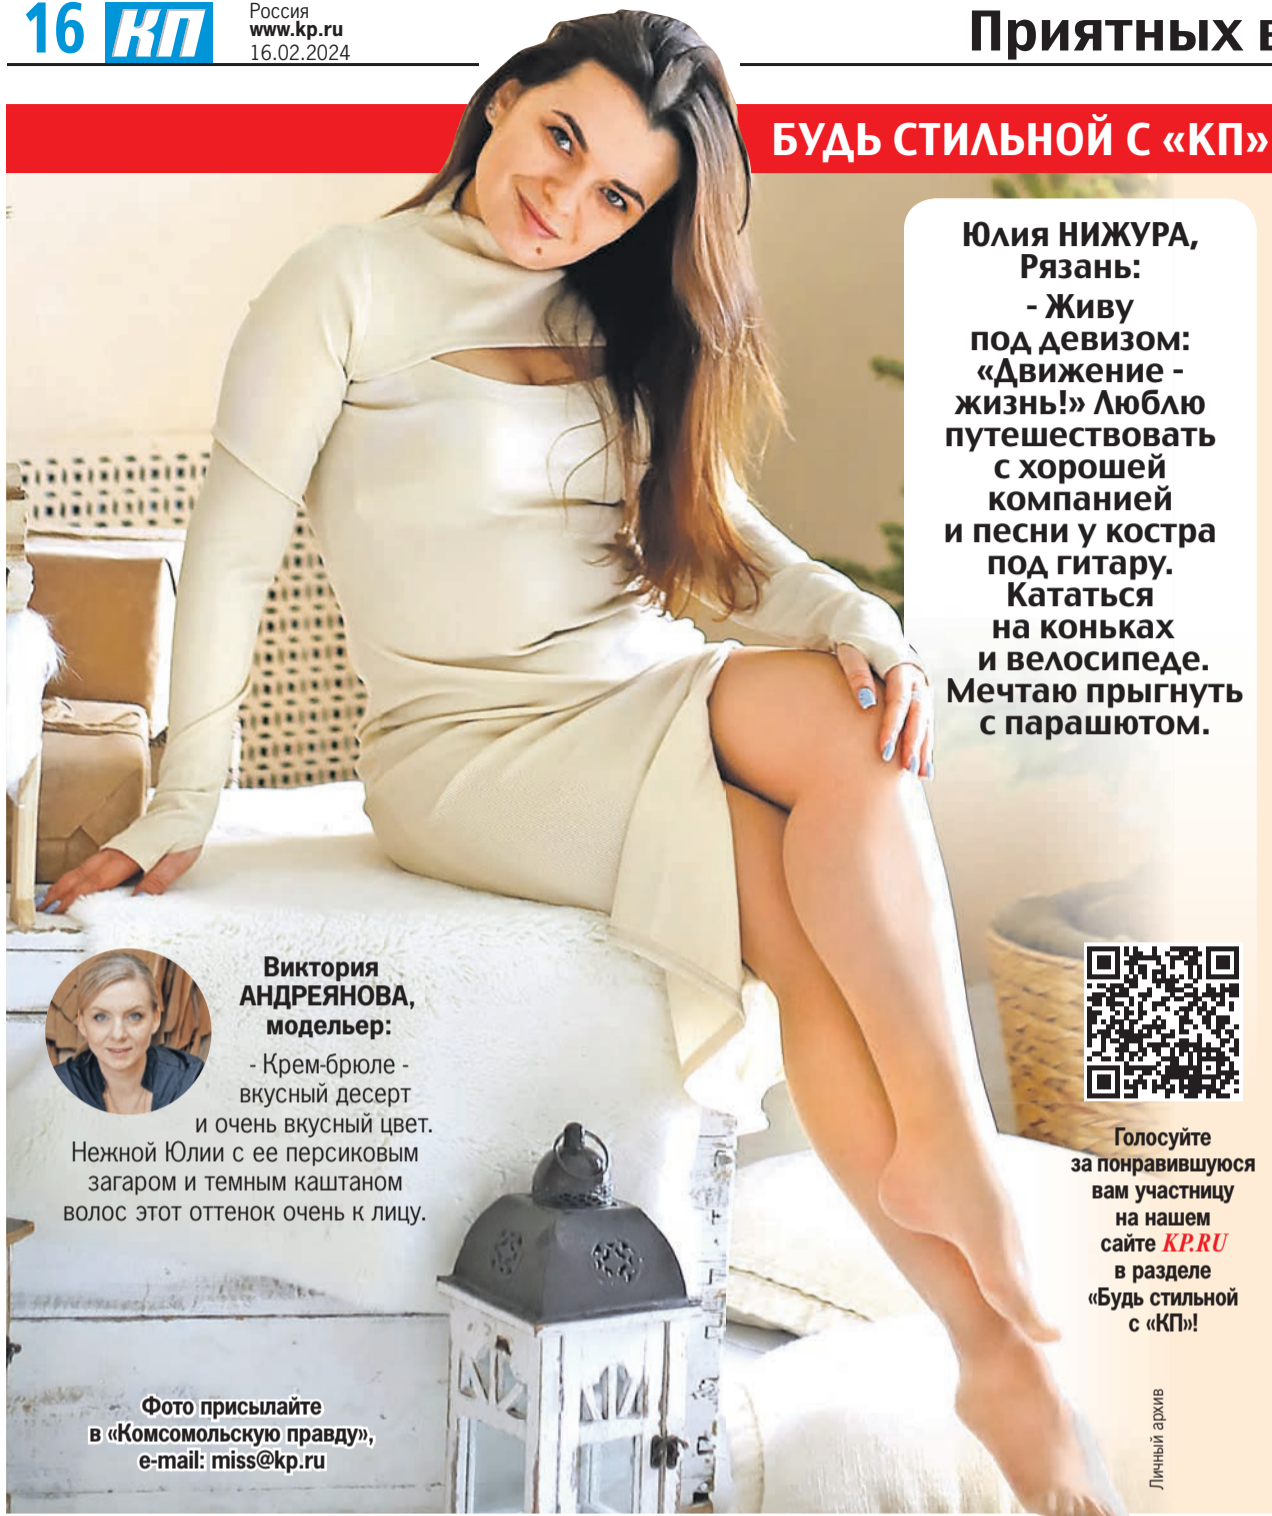 16
КП
Россия
www.kp.ru
16.02.2024
Приятных
БУДЬ СТИЛЬНОЙ С «КП»
Юлия НИЖУРА,
Рязань:
- Живу
под девизом:
«Движение -
жизнь!» Люблю
путешествовать
с хорошей
компанией
и песни у костра
под гитару.
Кататься
на коньках
и велосипеде.
Мечтаю прыгнуть
с парашютом.
Виктория
АНДРЕЯНОВА,
модельер:
- Крем-брюле -
вкусный десерт
и очень вкусный цвет.
Нежной Юлии с ее персиковым
загаром и темным каштаном
волос этот оттенок очень к лицу.
Голосуйте
за понравившуюся
вам участницу
на нашем
сайте KP.RU
в разделе
«Будь стильной
с «КП»!
Фото присылайте
в «Комсомольскую правду»,
e-mail: miss@kp.ru
Личный архив